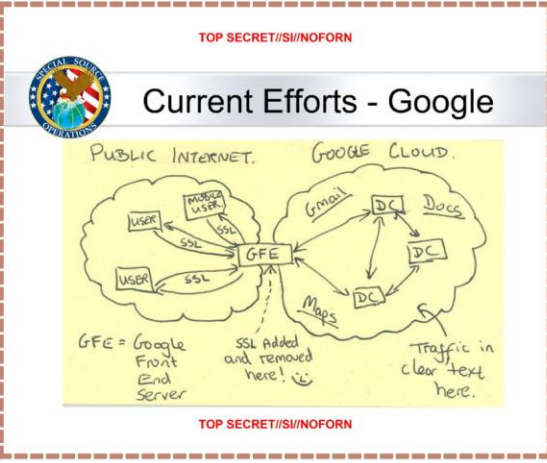 TOP SECRET//SI//NOFORN
SPECIAL SOURCE
OPERATIONS
Current Efforts - Google
PUBLIC INTERNET.
GOOGLE CLOUD.
USER
MOBILE
USER.
SSL
SSL
USER
SSL
GFE
Gmail
DC
Docs
DC
Maps
DC
GFE = Google
Front
End
Server
SSL Added
and removed
here!
Traffic in
clear text
here.
TOP SECRET//SI//NOFORN